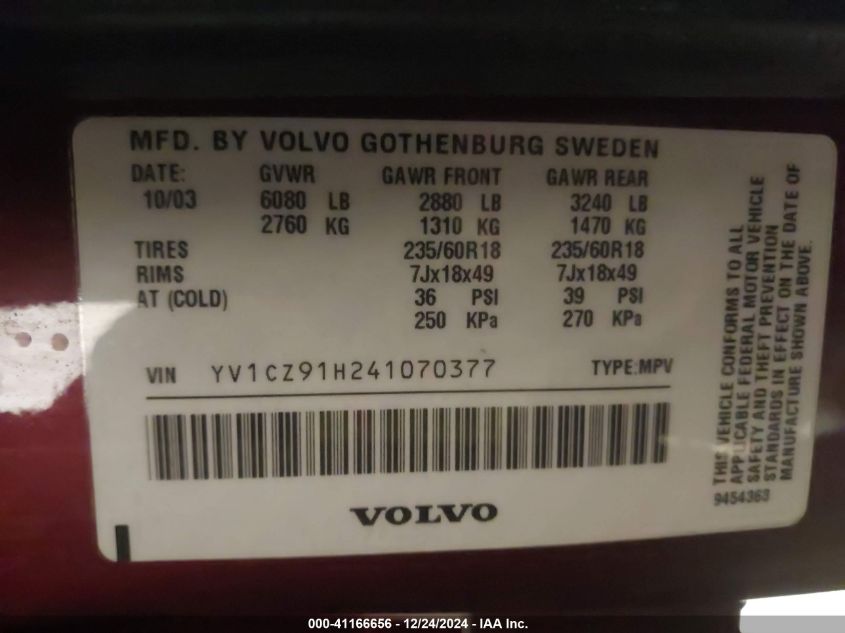 MFD. BY VOLVO GOTHENBURG SWEDEN
DATE: GVWR GAWR FRONT GAWR REAR
10/03 6080 LB 2880 LB 3240 LB
2760 KG 1310 KG 1470 KG
TIRES 235/60R18 235/60R18
RIMS 7Jx18x49 7Jx18x49
AT (COLD) 36 PSI 39 PSI
250 KPa 270 KPa
VIN YV1CZ91H241070377 TYPE:MPV
VOLVO
THIS VEHICLE CONFORMS TO ALL
APPLICABLE FEDERAL MOTOR VEHICLE
SAFETY AND THEFT PREVENTION
STANDARDS IN EFFECT ON THE DATE OF
MANUFACTURE SHOWN ABOVE.
9454363
000-41166656 - 12/24/2024 - IAA Inc.